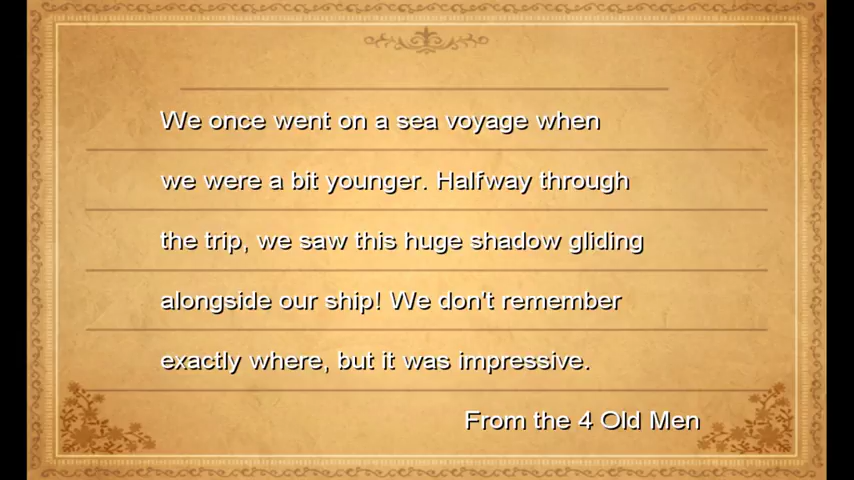 We once went on a sea voyage when
we were a bit younger. Halfway through
the trip, we saw this huge shadow gliding
alongside our ship! We don't remember
exactly where, but it was impressive.
From the 4 Old Men